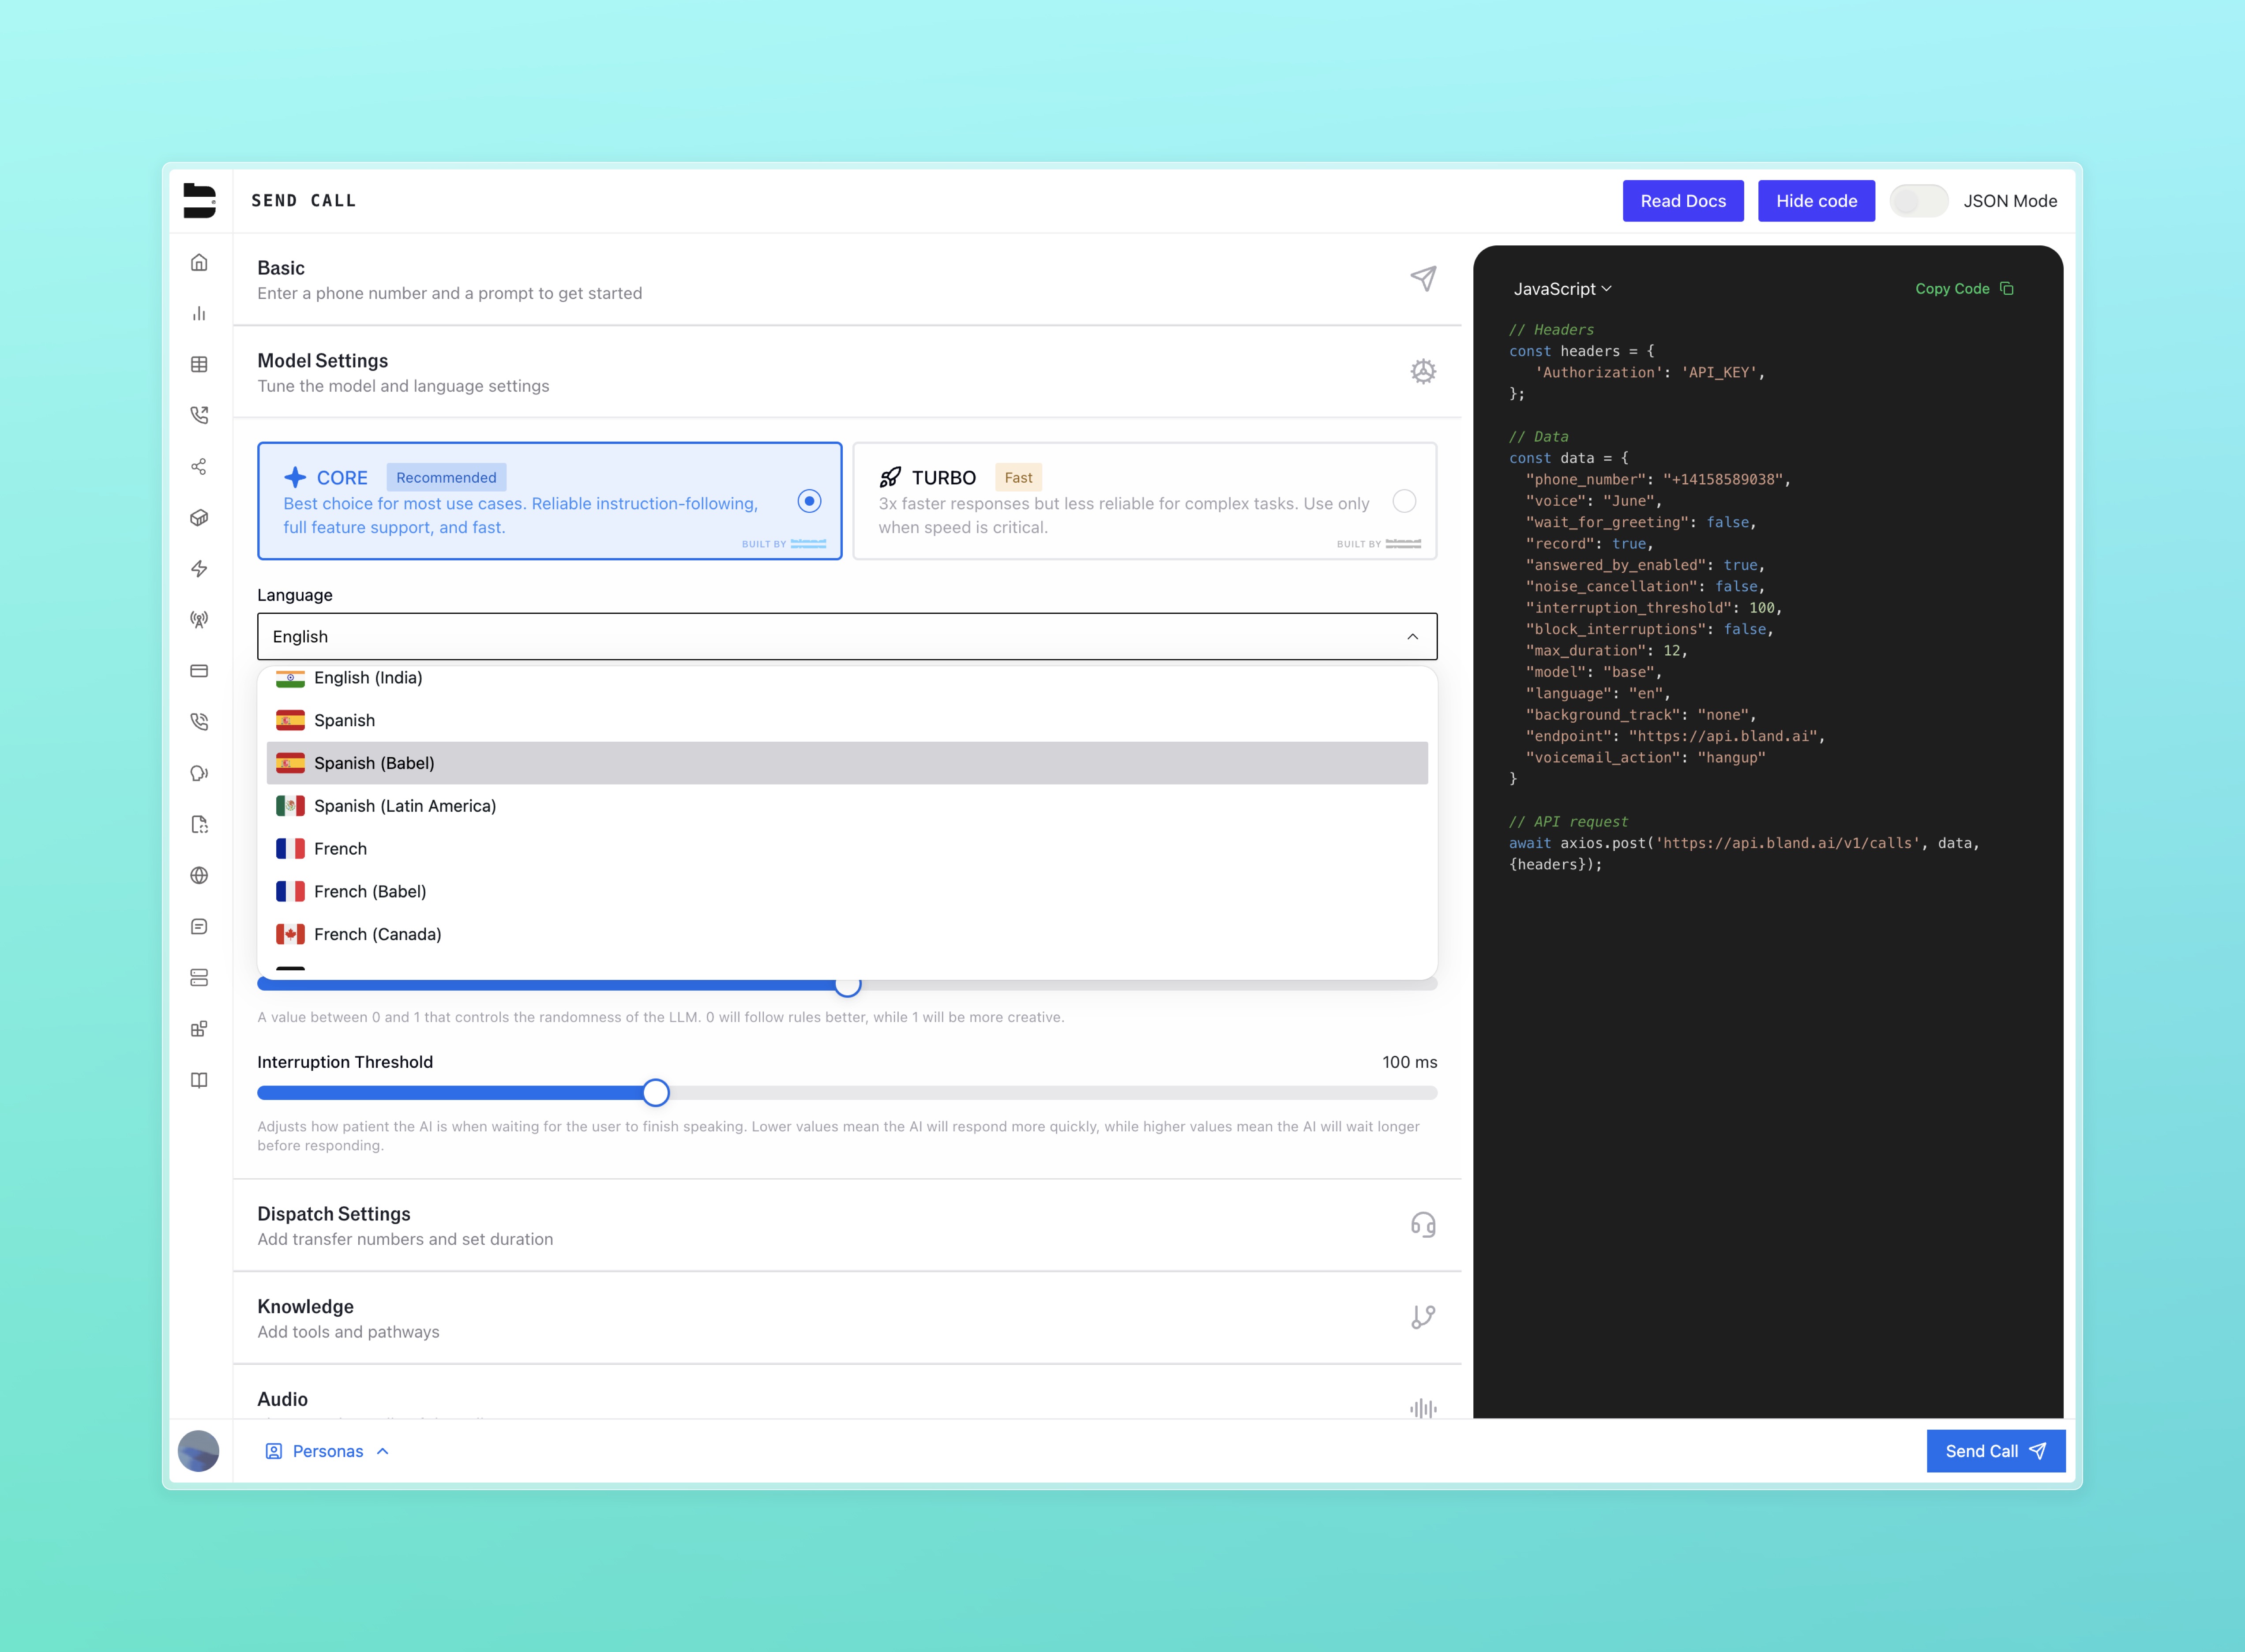 SEND CALL
Read Docs
Hide code
JSON Mode
Basic
Enter a phone number and a prompt to get started
Model Settings
Tune the model and language settings
CORE
Recommended
Best choice for most use cases. Reliable instruction-following,
full feature support, and fast.
BUILT BY
TURBO
Fast
3x faster responses but less reliable for complex tasks. Use only
when speed is critical.
BUILT BY
Language
English
English (India)
Spanish
Spanish (Babel)
Spanish (Latin America)
French
French (Babel)
French (Canada)
A value between 0 and 1 that controls the randomness of the LLM. 0 will follow rules better, while 1 will be more creative.
Interruption Threshold
100 ms
Adjusts how patient the AI is when waiting for the user to finish speaking. Lower values mean the AI will respond more quickly, while higher values mean the AI will wait longer
before responding.
Dispatch Settings
Add transfer numbers and set duration
Knowledge
Add tools and pathways
Audio
Personas
Send Call
JavaScript
Copy Code
// Headers
const headers = {
'Authorization': 'API_KEY',
};
// Data
const data = {
"phone_number": "+14158589038",
"voice": "June",
"wait_for_greeting": false,
"record": true,
"answered_by_enabled": true,
"noise_cancellation": false,
"interruption_threshold": 100,
"block_interruptions": false,
"max_duration": 12,
"model": "base",
"language": "en",
"background_track": "none",
"endpoint": "https://api.bland.ai",
"voicemail_action": "hangup"
}
// API request
await axios.post('https://api.bland.ai/v1/calls', data,
{headers});